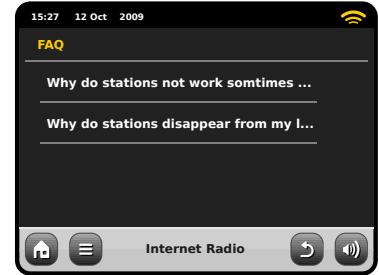 15:27 12 Oct 2009
FAQ
Why do stations not work somtimes ...
Why do stations disappear from my l...
Internet Radio